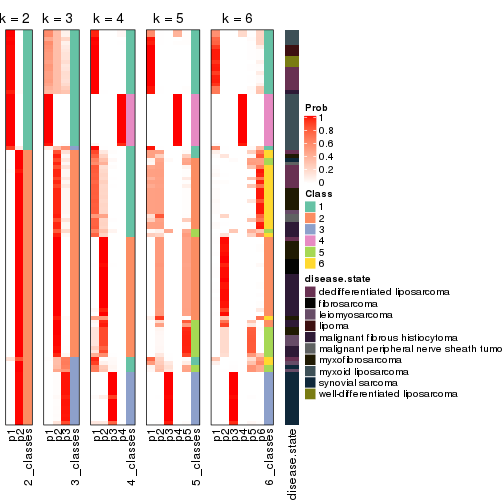 k = 2 k = 3 k = 4 k = 5 k = 6
Prob
1
0.8
0.6
0.4
0.2
0
Class
1
2
3
4
5
6
disease.state
dedifferentiated liposarcoma
fibrosarcoma
leiomyosarcoma
lipoma
malignant fibrous histiocytoma
malignant peripheral nerve sheath tumo
myxofibrosarcoma
myxoid liposarcoma
synovial sarcoma
well-differentiated liposarcoma
p1
p2
2_classes
p1
p2
p3
3_classes
p1
p2
p3
p4
4_classes
p1
p2
p3
p4
p5
5_classes
p1
p2
p3
p4
p5
p6
6_classes
disease.state